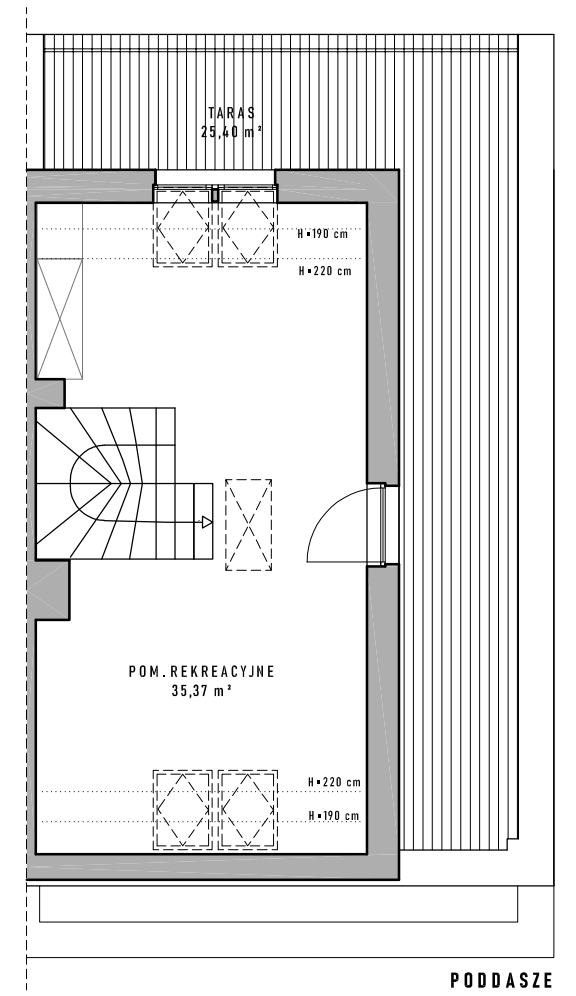 TARAS
25,40 m²
H=190 cm
H=220 cm
POM. REKREACYJNE
35,37 m²
H=220 cm
H=190 cm
PODDASZE